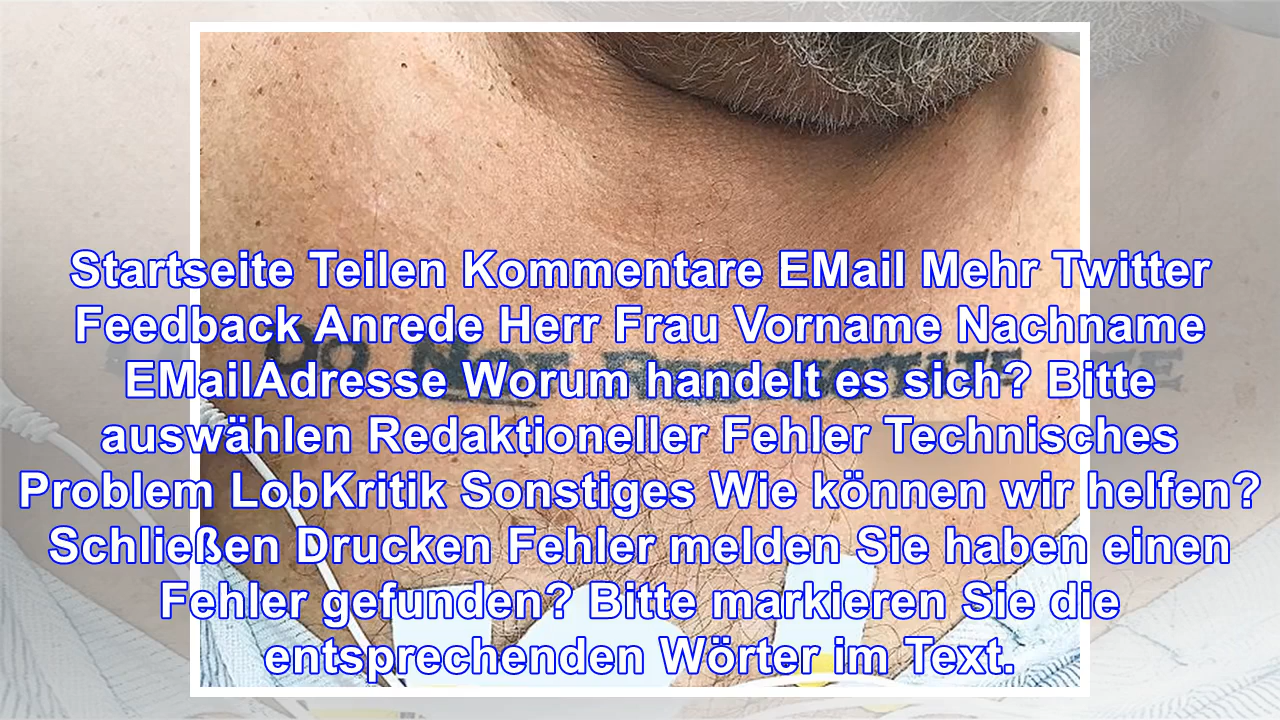 Startseite Teilen Kommentare EMail Mehr Twitter
Feedback Anrede Herr Frau Vorname Nachname
EMailAdresse Worum handelt es sich? Bitte
auswählen Redaktioneller Fehler Technisches
Problem LobKritik Sonstiges Wie können wir helfen?
Schließen Drucken Fehler melden Sie haben einen
Fehler gefunden? Bitte markieren Sie die
entsprechenden Wörter im Text.
Do Not